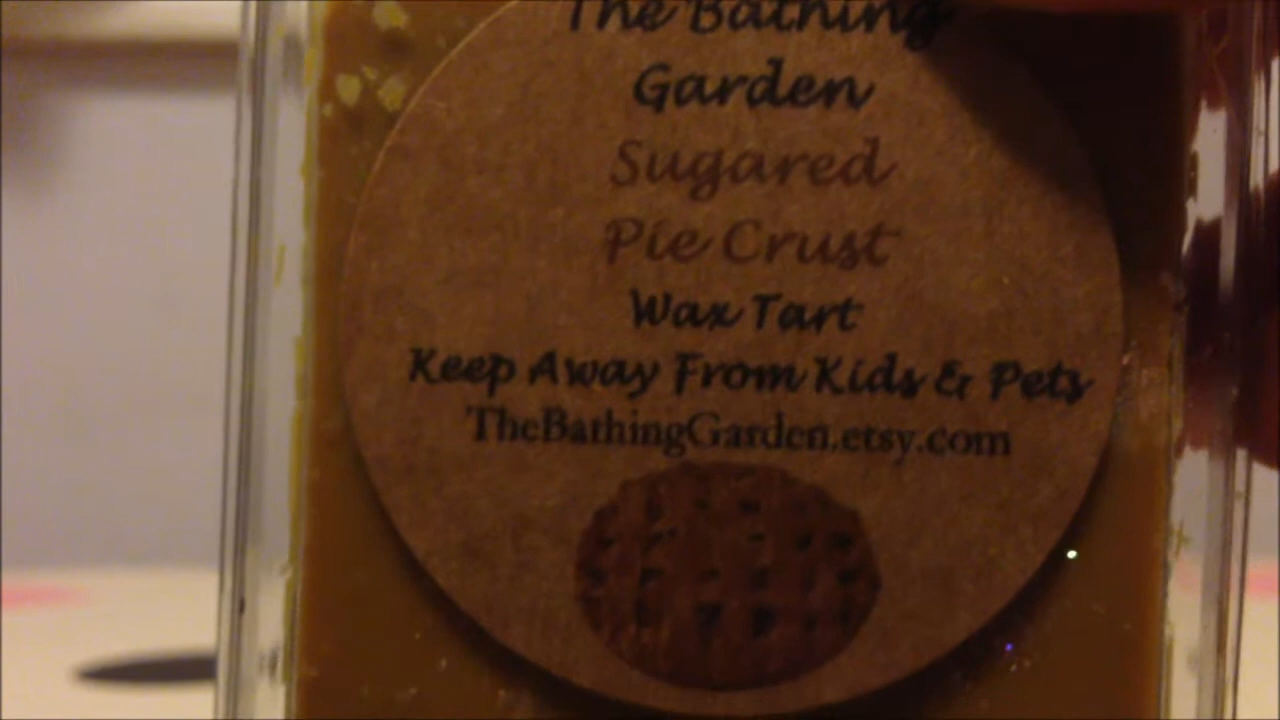 The Bathing
Garden
Sugared
Pie Crust
Wax Tart
Keep Away From Kids & Pets
TheBathingGarden.etsy.com